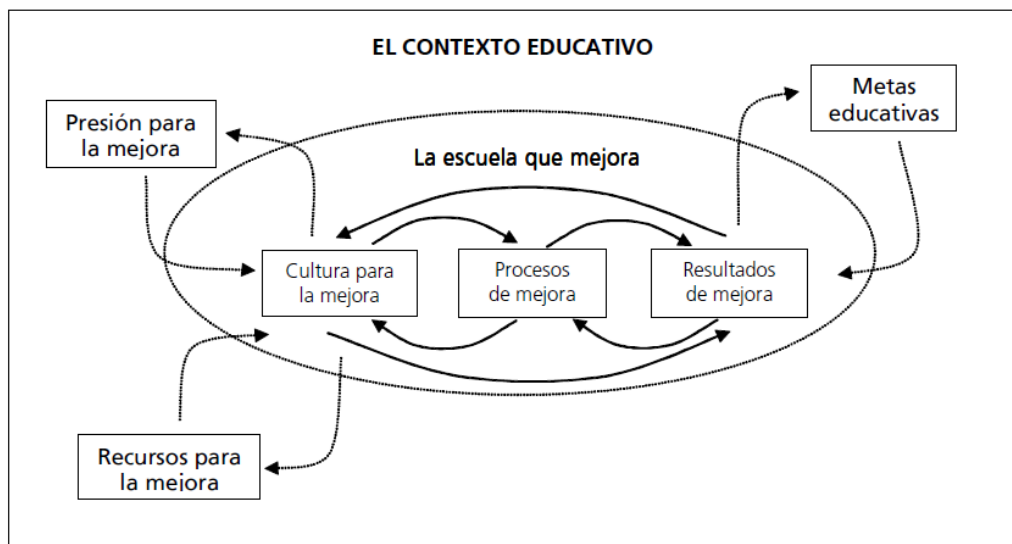 EL CONTEXTO EDUCATIVO
Metas
educativas
Presión para
la mejora
La escuela que mejora
Cultura para
la mejora
Procesos
de mejora
Resultados
de mejora
Recursos para
la mejora